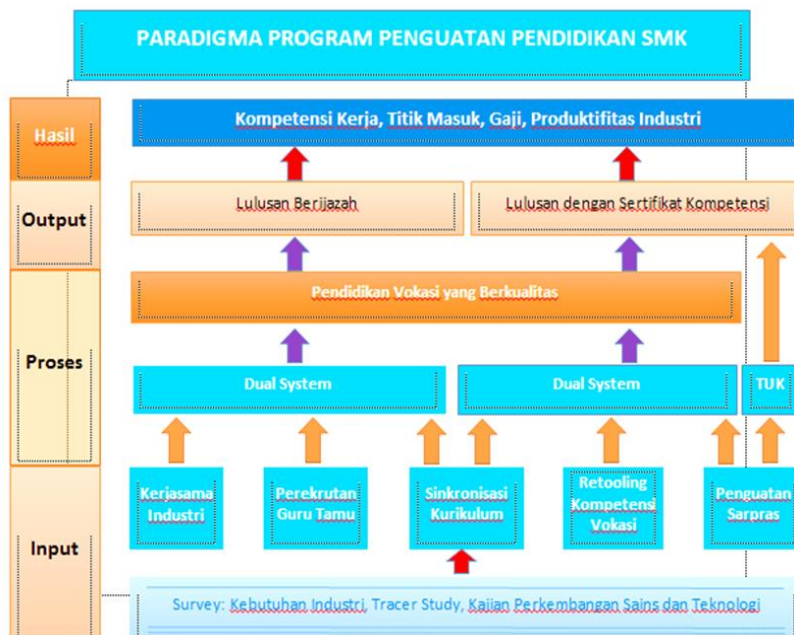 PARADIGMA PROGRAM PENGUATAN PENDIDIKAN SMK
Hasil
Kompetensi Kerja, Titik Masuk, Gaji, Produktifitas Industri
Output
Lulusan Berijazah
Lulusan dengan Sertifikat Kompetensi
Pendidikan Vokasi yang Berkualitas
Proses
Dual System
Dual System
TUK
Input
Kerjasama
Industri
Perekrutan
Guru Tamu
Sinkronisasi
Kurikulum
Retooling
Kompetensi
Vokasi
Penguatan
Sarpras
Survey: Kebutuhan Industri, Tracer Study, Kajian Perkembangan Sains dan Teknologi